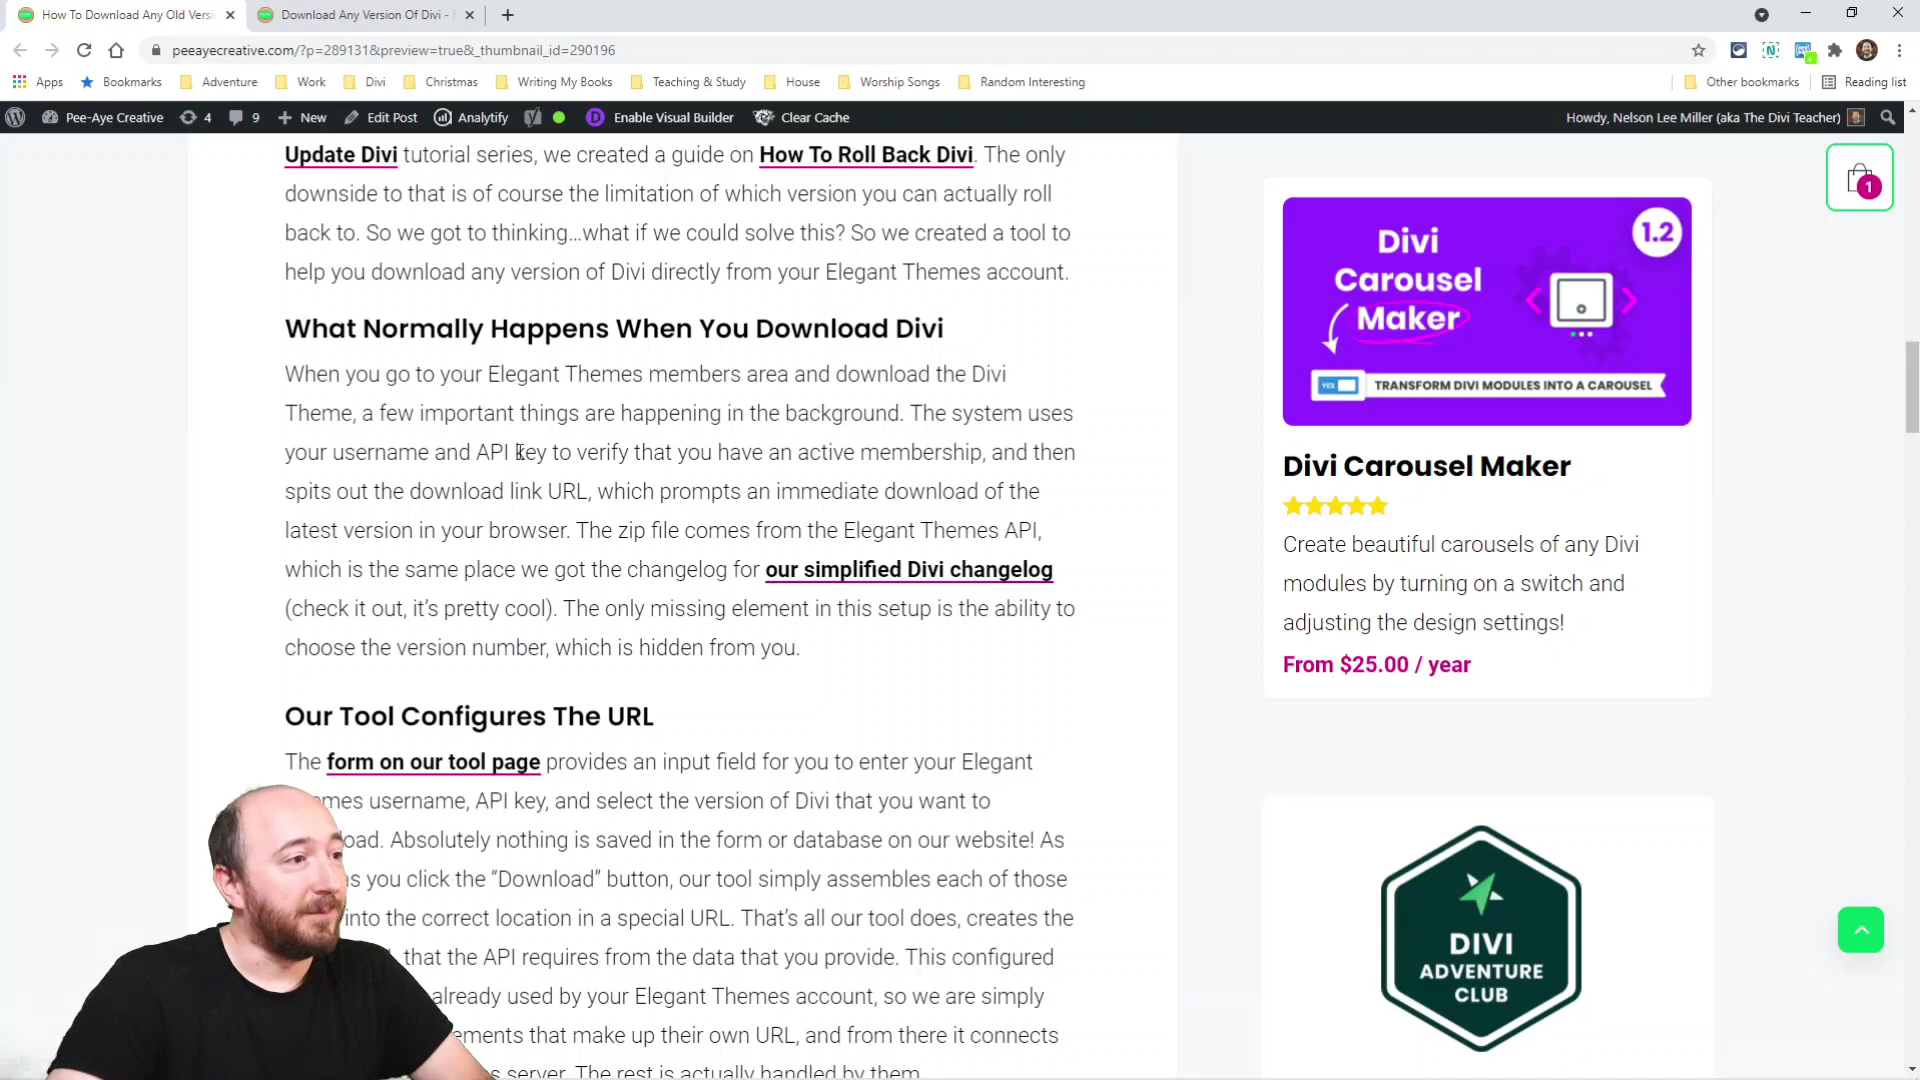 How To Download Any Old Versi
Download Any Version Of Divi -
peeayecreative.com/?p=289131&preview=true&_thumbnail_id=290196
Apps
Bookmarks
Adventure
Work
Divi
Christmas
Writing My Books
Teaching & Study
House
Worship Songs
Random Interesting
Other bookmarks
Reading list
Pee-Aye Creative
4
9
New
Edit Post
Analytify
Enable Visual Builder
Clear Cache
Howdy, Nelson Lee Miller (aka The Divi Teacher)
1
Update Divi tutorial series, we created a guide on How To Roll Back Divi. The only
downside to that is of course the limitation of which version you can actually roll
back to. So we got to thinking…what if we could solve this? So we created a tool to
help you download any version of Divi directly from your Elegant Themes account.
What Normally Happens When You Download Divi
When you go to your Elegant Themes members area and download the Divi
Theme, a few important things are happening in the background. The system uses
your username and API key to verify that you have an active membership, and then
spits out the download link URL, which prompts an immediate download of the
latest version in your browser. The zip file comes from the Elegant Themes API,
which is the same place we got the changelog for our simplified Divi changelog
(check it out, it's pretty cool). The only missing element in this setup is the ability to
choose the version number, which is hidden from you.
Our Tool Configures The URL
The form on our tool page provides an input field for you to enter your Elegant
mes username, API key, and select the version of Divi that you want to
oad. Absolutely nothing is saved in the form or database on our website! As
as you click the “Download” button, our tool simply assembles each of those
into the correct location in a special URL. That's all our tool does, creates the
that the API requires from the data that you provide. This configured
already used by your Elegant Themes account, so we are simply
ements that make up their own URL, and from there it connects
s server. The rest is actually handled by them.
Divi
Carousel
Maker
1.2
YES
TRANSFORM DIVI MODULES INTO A CAROUSEL
Divi Carousel Maker
Create beautiful carousels of any Divi
modules by turning on a switch and
adjusting the design settings!
From $25.00 / year
DIVI
ADVENTURE
CLUB